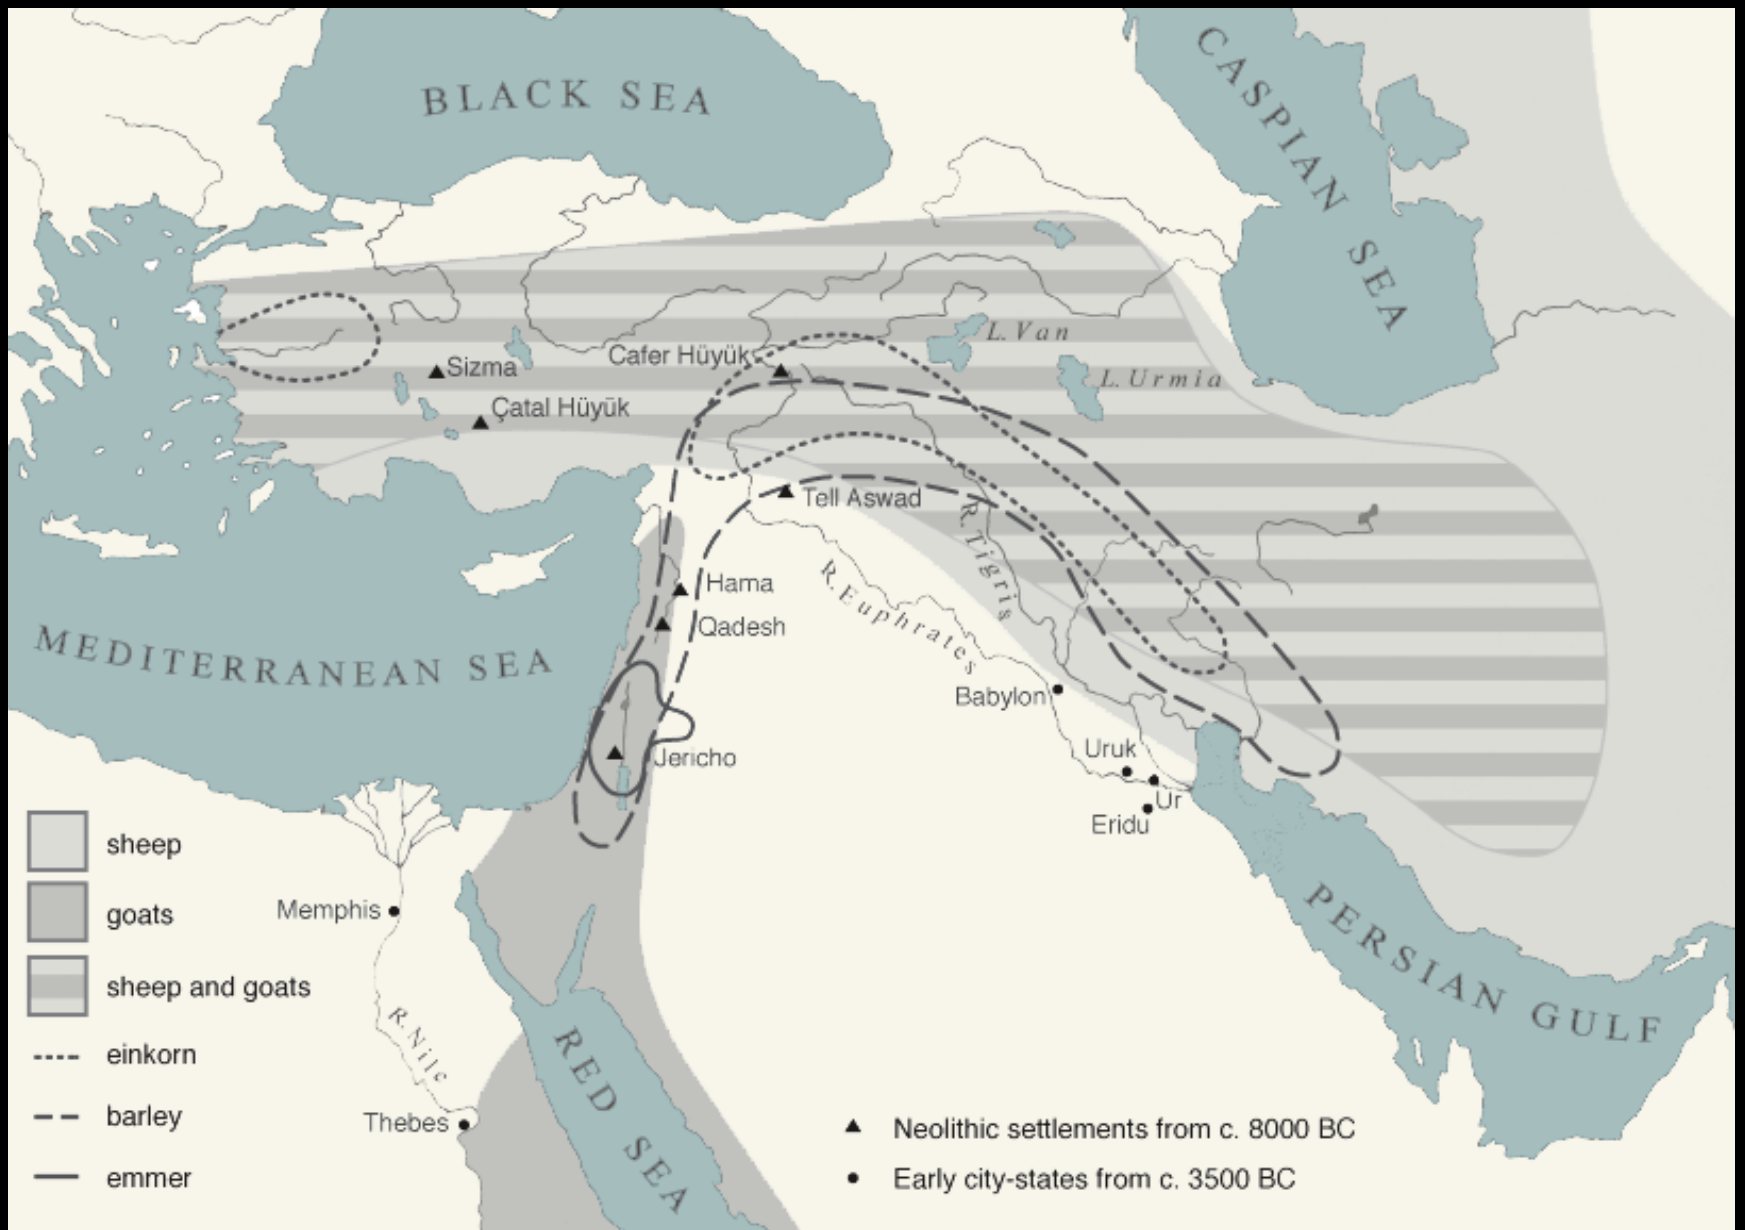 BLACK SEA
CASPIAN SEA
L. Van
Cafer Hüyük
Sizma
L. Urmia
Çatal Hüyük
Tell Aswad
R. Tigris
Hama
R. Euphrates
Qadesh
MEDITERRANEAN SEA
Babylon
Jericho
Uruk
Ur
Eridu
sheep
goats
Memphis
PERSIAN GULF
sheep and goats
R. Nile
RED SEA
einkorn
barley
Thebes
emmer
Neolithic settlements from c. 8000 BC
Early city-states from c. 3500 BC